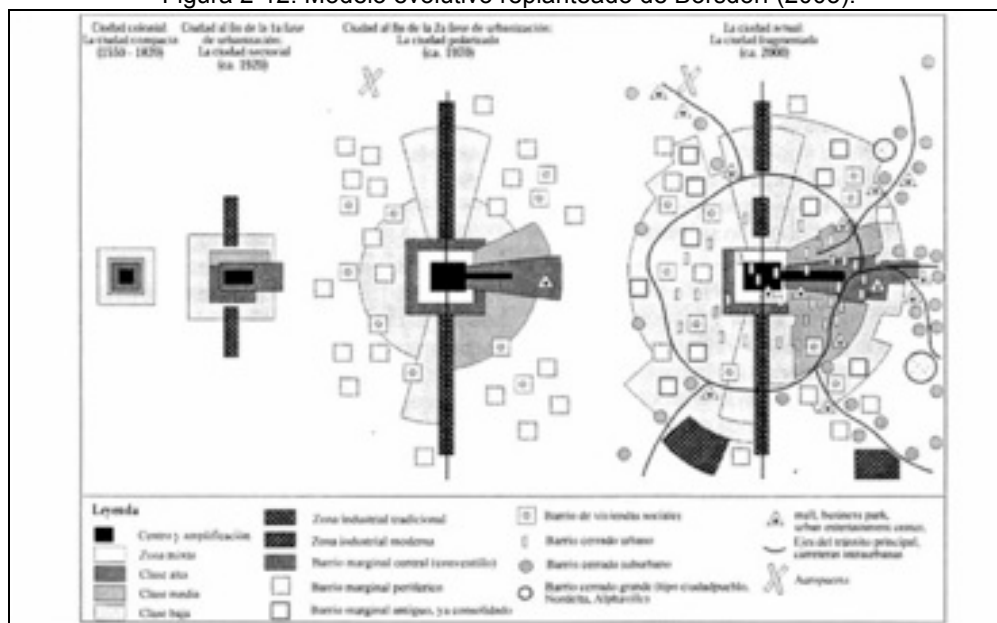 Figura 2-12. Modelo evolutivo replanteado de Borsdorf (2003).
Ciudad colonial:
La ciudad compacta
(1550 - 1820)
Ciudad al fin de la 1a fase
de urbanización:
La ciudad sectorial
(ca. 1920)
Ciudad al fin de la 2a fase de urbanización:
La ciudad polarizada
(ca. 1970)
La ciudad actual:
La ciudad fragmentada
(ca. 2000)
Leyenda
Centro y amplificación
Zona mixta
Clase alta
Clase media
Clase baja
Zona industrial tradicional
Zona industrial moderna
Barrio marginal central (conventillo)
Barrio marginal periférico
Barrio marginal antiguo, ya consolidado
Barrio de viviendas sociales
Barrio cerrado urbano
Barrio cerrado suburbano
Barrio cerrado grande (tipo ciudadpueblo,
Nordelta, Alphaville)
mall, business park,
urban entertainment center,
Ejes del tránsito principal,
carreteras interurbanas
Aeropuerto